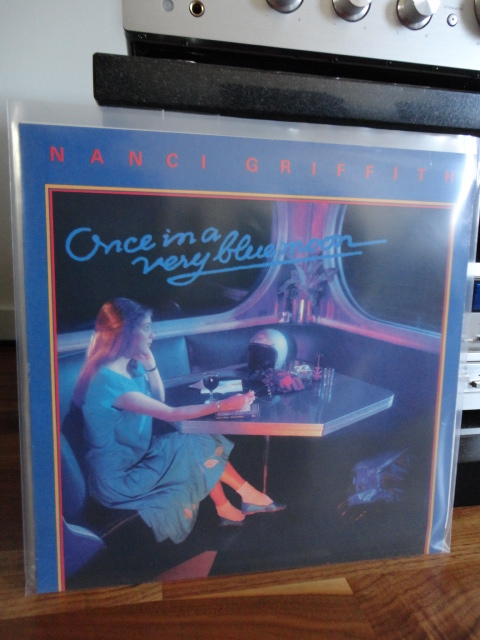 NANCI GRIFFITH
Once in a
very blue moon